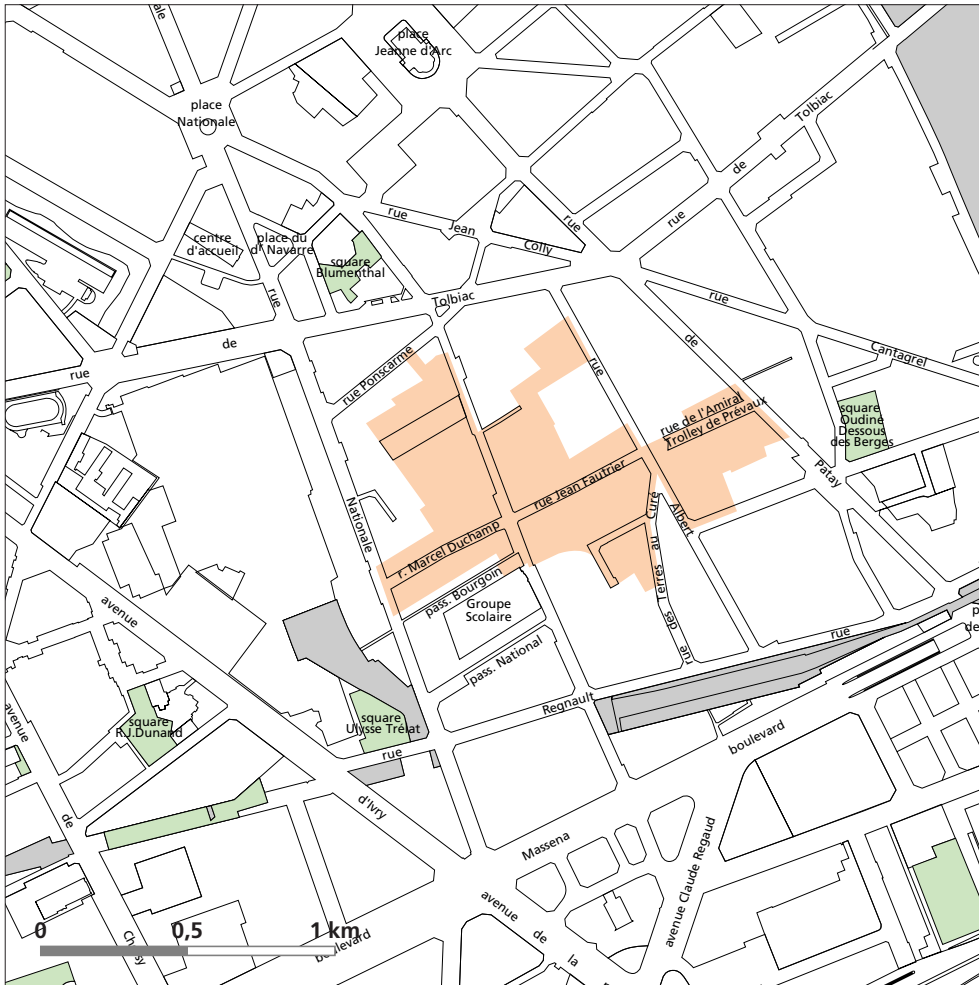 ale
place
Jeanne d'Arc
place
Nationale
Tolbiac
de
rue
rue
Jean
Colly
rue
centre
d'accueil
place du
dr Navarre
square
Blumenthal
rue
Tolbiac
de
rue
rue
de
Cantagrel
rue Ponscarme
rue
rue de l'Amiral
Trolley de Prévaux
square
Oudine
Dessous
des Berges
Patay
rue Jean Fautrier
Nationale
Albert
rue des Terres au Curé
r. Marcel Duchamp
pass. Bourgoin
Groupe
Scolaire
pass. National
avenue
rue
p
de
Regnault
rue
square
Ulysse Trélat
square
R.J.Dunand
avenue
de
Choisy
d'Ivry
boulevard
Massena
boulevard
avenue Claude Regaud
avenue
de
la
0 0,5 1 km